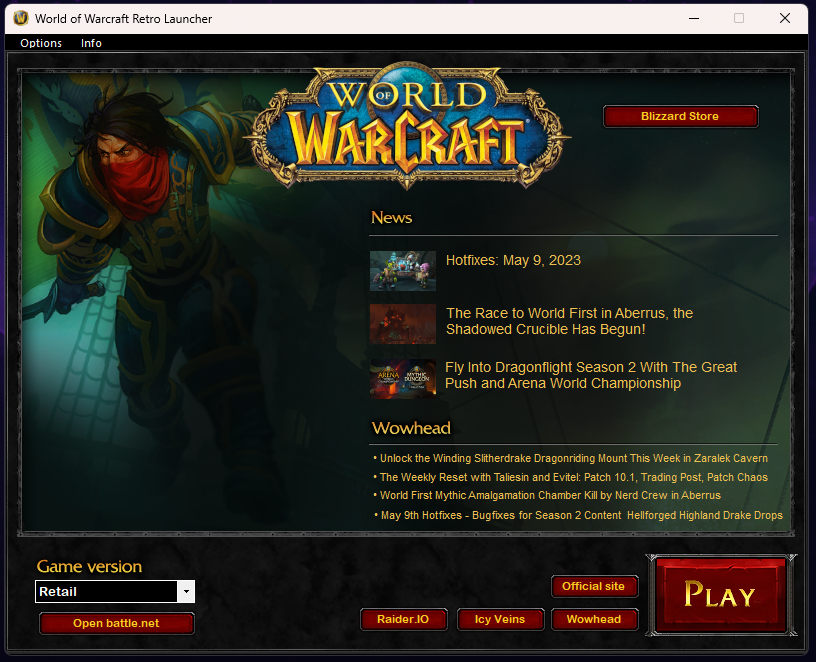 World of Warcraft Retro Launcher
Options Info
WORLD
OF
WARCRAFT
Blizzard Store
News
Hotfixes: May 9, 2023
The Race to World First in Aberrus, the
Shadowed Crucible Has Begun!
ARENA
MYTHIC
DUNGEON
Fly Into Dragonflight Season 2 With The Great
Push and Arena World Championship
Wowhead
• Unlock the Winding Slitherdrake Dragonriding Mount This Week in Zaralek Cavern
• The Weekly Reset with Taliesin and Evitel: Patch 10.1, Trading Post, Patch Chaos
• World First Mythic Amalgamation Chamber Kill by Nerd Crew in Aberrus
• May 9th Hotfixes - Bugfixes for Season 2 Content  Hellforged Highland Drake Drops
Game version
Retail
Open battle.net
Official site
Raider.IO
Icy Veins
Wowhead
PLAY